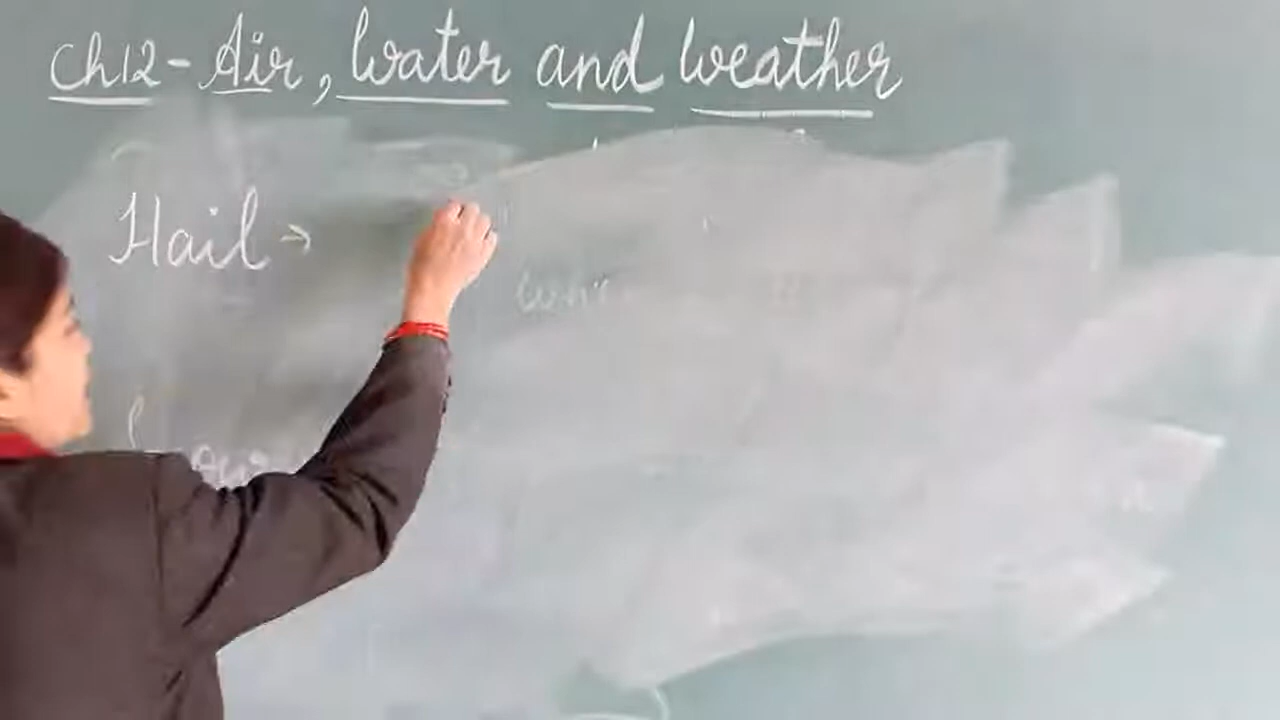 Ch12-Air, Water and Weather
Hail →